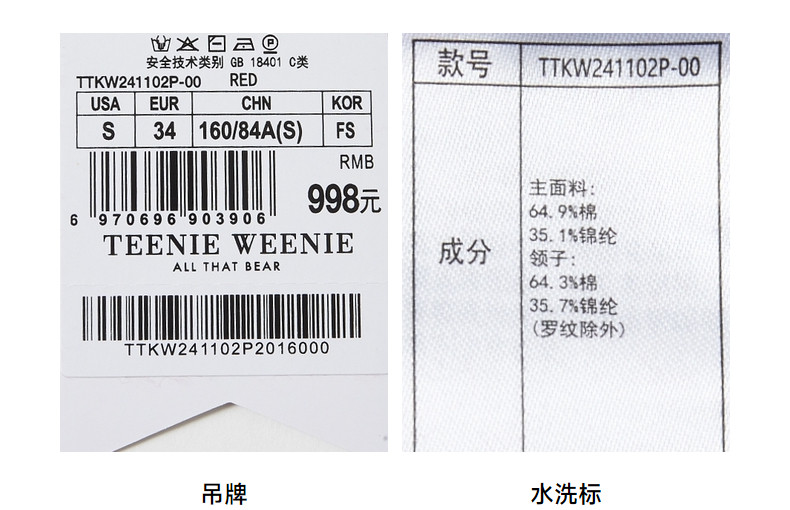 安全技术类别 GB 18401 C类
TTKW241102P-00 RED
USA EUR CHN KOR
S 34 160/84A(S) FS
RMB
998元
6 970696 903906
TEENIE WEENIE
ALL THAT BEAR
TTKW241102P2016000
吊牌
款号 TTKW241102P-00
成分
主面料:
64.9%棉
35.1%锦纶
领子:
64.3%棉
35.7%锦纶
(罗纹除外)
水洗标